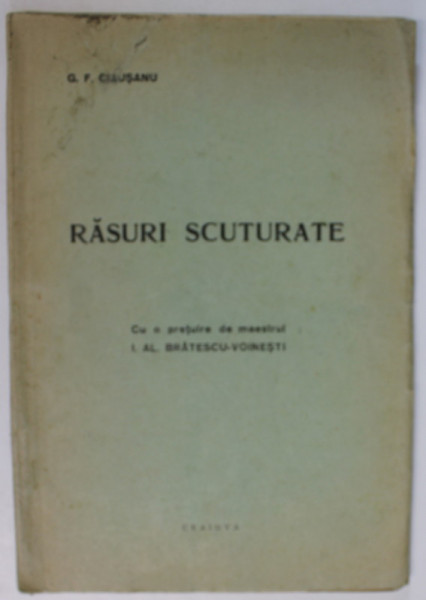 G. F. CIAUȘANU
RĂSURI SCUTURATE
Cu o prețuire de maestrul
I. AL. BRĂTESCU-VOINEȘTI
CRAIOVA